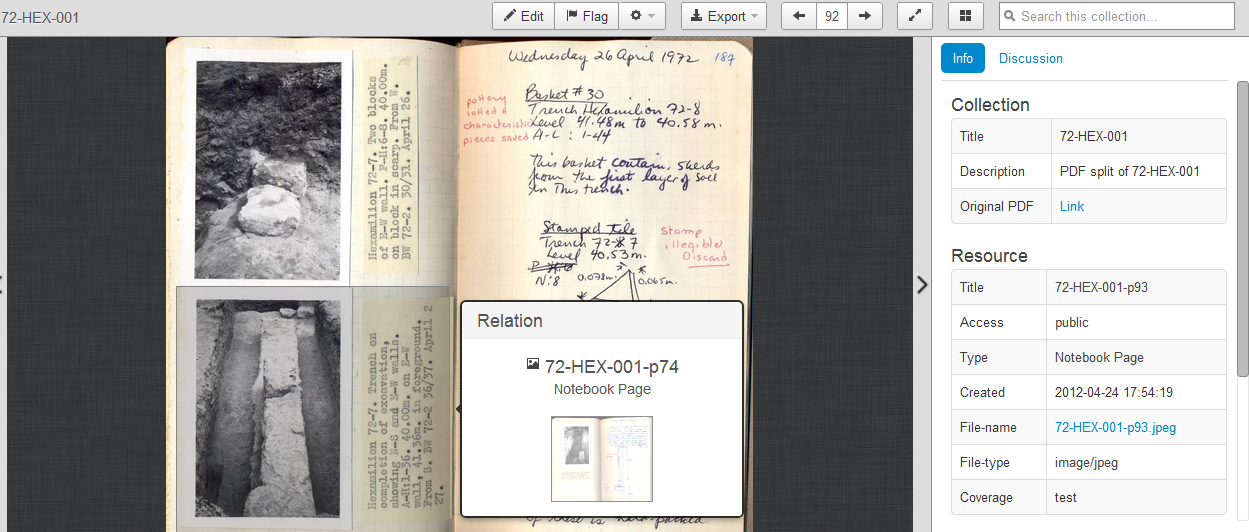 72-HEX-001
Edit
Flag
Export
92
Search this collection...
Hexamilion 72-7. Two blocks
of E-W wall. F-H:6-8. 40.00m.
on block in scarp. From W.
BW 72-2. 30/31. April 26.
Hexamilion 72-7. Trench on
completion of excavation,
showing N-S and E-W walls.
A-H:1-36. 40.00m. on E-W
wall, 41.36m. in foreground.
From S. BW 72-2 36/37. April 2
27.
Wednesday 26 April 1972
187
Basket # 30
Trench Hexamilion 72-8
Level 41.48m to 40.58m.
A-L : 1-44
pottery
lotted &
characteristic
pieces saved
This basket contains sherds
from the first layer of soil
in this trench.
Stamped tile
Trench 72-7
Level 40.53m.
N:8
0.078m.
0.065m.
Stamp
illegible
Discard
of these is hard-packed
Relation
72-HEX-001-p74
Notebook Page
Info
Discussion
Collection
Title
72-HEX-001
Description
PDF split of 72-HEX-001
Original PDF
Link
Resource
Title
72-HEX-001-p93
Access
public
Type
Notebook Page
Created
2012-04-24 17:54:19
File-name
72-HEX-001-p93.jpeg
File-type
image/jpeg
Coverage
test